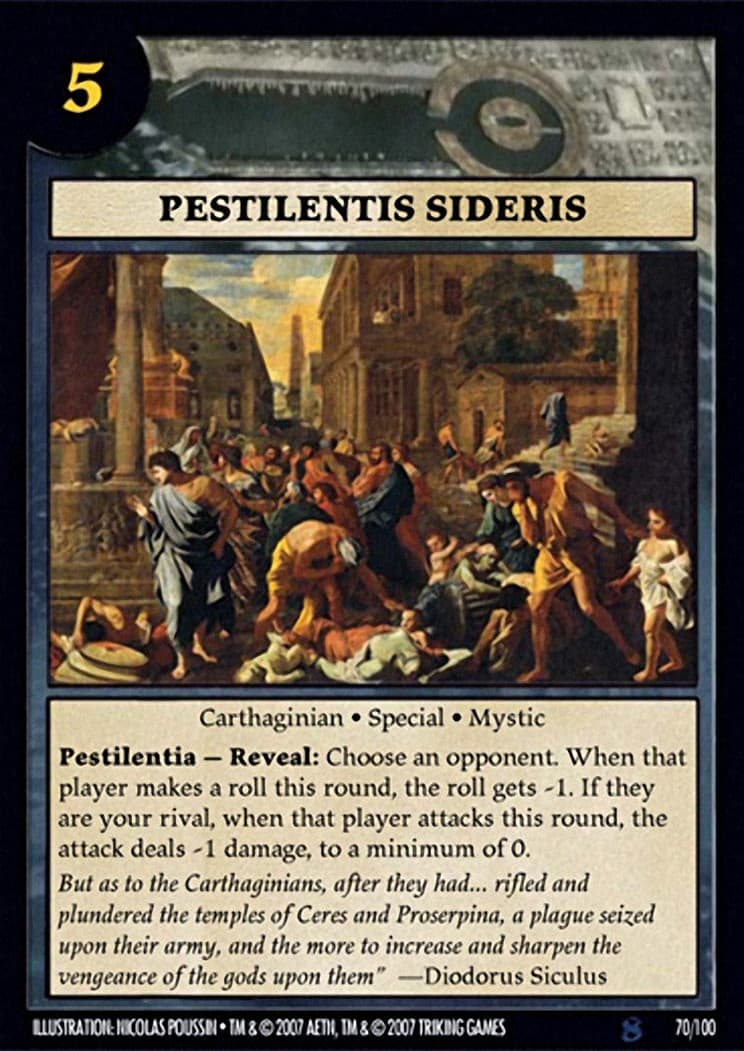 5
PESTILENTIS SIDERIS
Carthaginian • Special • Mystic
Pestilentia – Reveal: Choose an opponent. When that
player makes a roll this round, the roll gets -1. If they
are your rival, when that player attacks this round, the
attack deals -1 damage, to a minimum of 0.
But as to the Carthaginians, after they had... rifled and
plundered the temples of Ceres and Proserpina, a plague seized
upon their army, and the more to increase and sharpen the
vengeance of the gods upon them” —Diodorus Siculus
ILLUSTRATION: NICOLAS POUSSIN • TM & © 2007 AETN, TM & © 2007 TRIKING GAMES 70/100